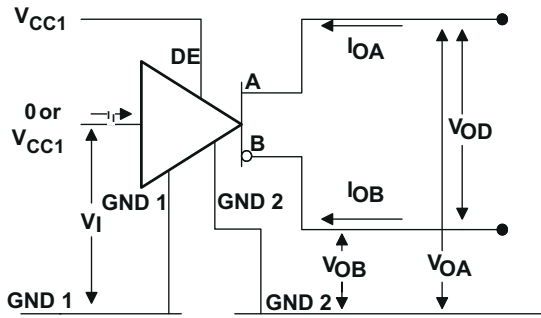 VCC1
DE
IOA
A
0 or
VCC1
II
VOD
B
GND 1
GND 2
VI
IOB
VOB
VOA
GND 1
GND 2